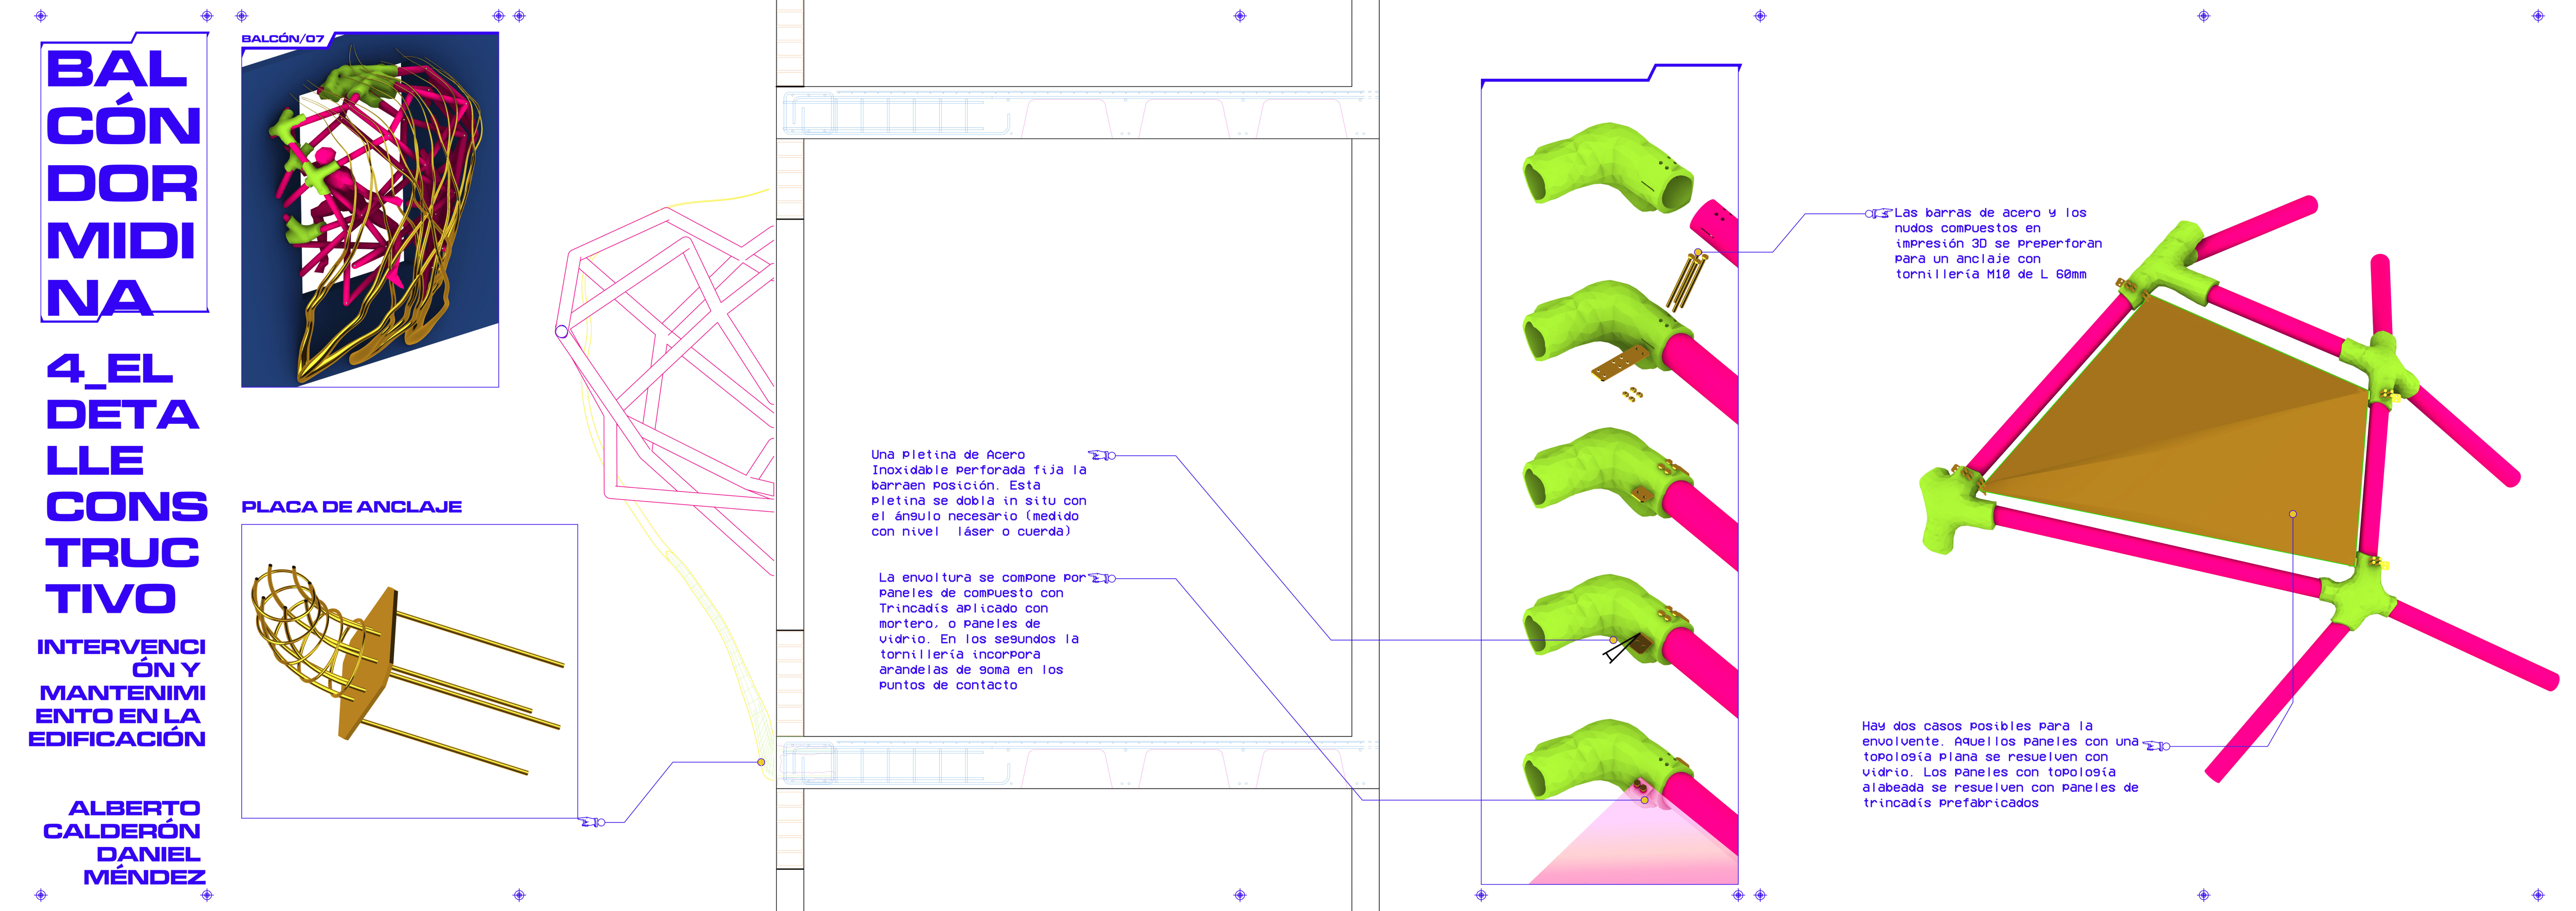 BAL
CÓN
DOR
MIDI
NA
4_EL
DETA
LLE
CONS
TRUC
TIVO
INTERVENCI
ÓN Y
MANTENIMI
ENTO EN LA
EDIFICACIÓN
ALBERTO
CALDERÓN
DANIEL
MÉNDEZ
BALCÓN/07
PLACA DE ANCLAJE
Una pletina de Acero
Inoxidable perforada fija la
barraen posición. Esta
pletina se dobla in situ con
el ángulo necesario (medido
con nivel  láser o cuerda)
La envoltura se compone por
paneles de compuesto con
Trincadís aplicado con
mortero, o paneles de
vidrio. En los segundos la
tornillería incorpora
arandelas de goma en los
puntos de contacto
Las barras de acero y los
nudos compuestos en
impresión 3D se preperforan
para un anclaje con
tornillería M10 de L 60mm
Hay dos casos posibles para la
envolvente. Aquellos paneles con una
topología plana se resuelven con
vidrio. Los paneles con topología
alabeada se resuelven con paneles de
trincadís prefabricados